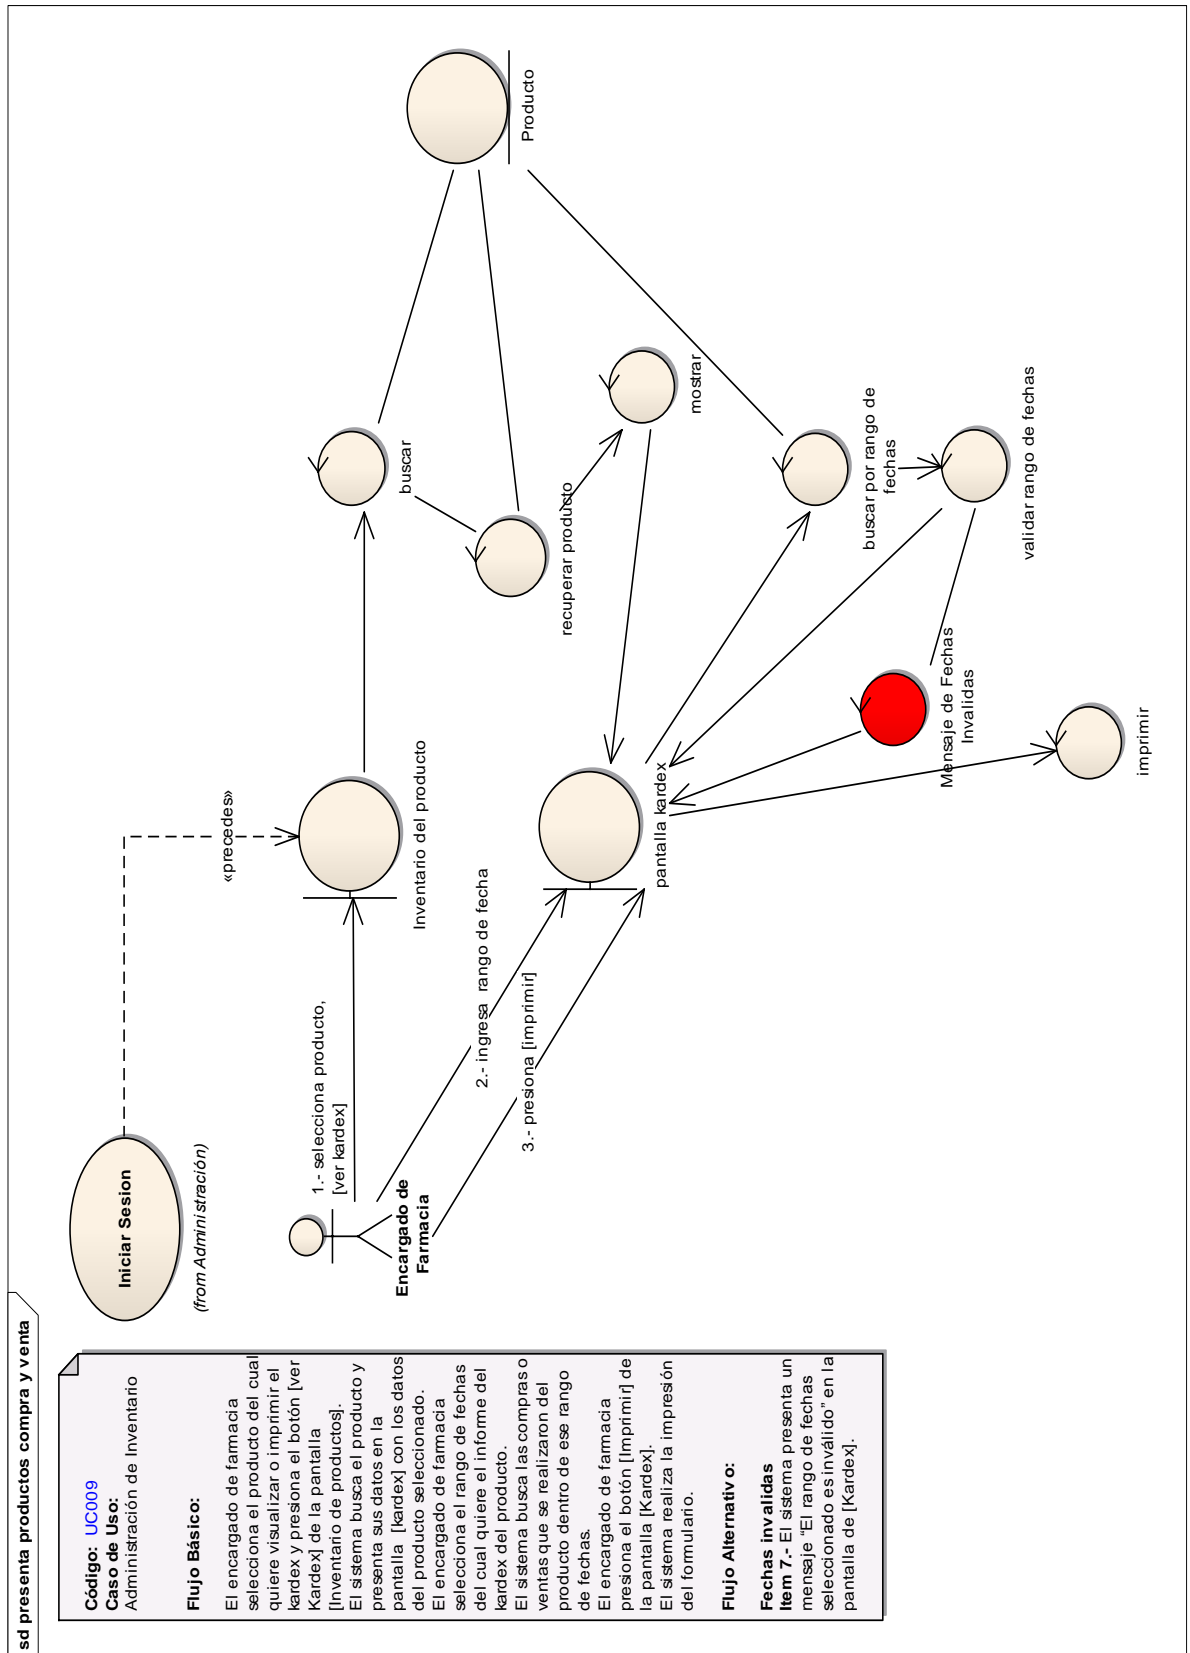 sd presenta productos compra y venta
Código: UC009
Caso de Uso:
Administración de Inventario
Flujo Básico:
El encargado de farmacia
selecciona el producto del cual
quiere visualizar o imprimir el
kardex y presiona el botón [ver
Kardex] de la pantalla
[Inventario de productos].
El sistema busca el producto y
presenta sus datos en la
pantalla [kardex] con los datos
del producto seleccionado.
El encargado de farmacia
selecciona el rango de fechas
del cual quiere el informe del
kardex del producto.
El sistema busca las compras o
ventas que se realizaron del
producto dentro de ese rango
de fechas.
El encargado de farmacia
presiona el botón [Imprimir] de
la pantalla [Kardex].
El sistema realiza la impresión
del formulario.
Flujo Alternativo:
Fechas invalidas
Item 7.- El sistema presenta un
mensaje “El rango de fechas
seleccionado es inválido” en la
pantalla de [Kardex].
Iniciar Sesion
(from Administración)
«precedes»
Encargado de
Farmacia
1.- selecciona producto,
[ver kardex]
2.- ingresa rango de fecha
3.- presiona [imprimir]
Inventario del producto
pantalla kardex
buscar
recuperar producto
mostrar
Producto
buscar por rango de
fechas
validar rango de fechas
Mensaje de Fechas
Invalidas
imprimir